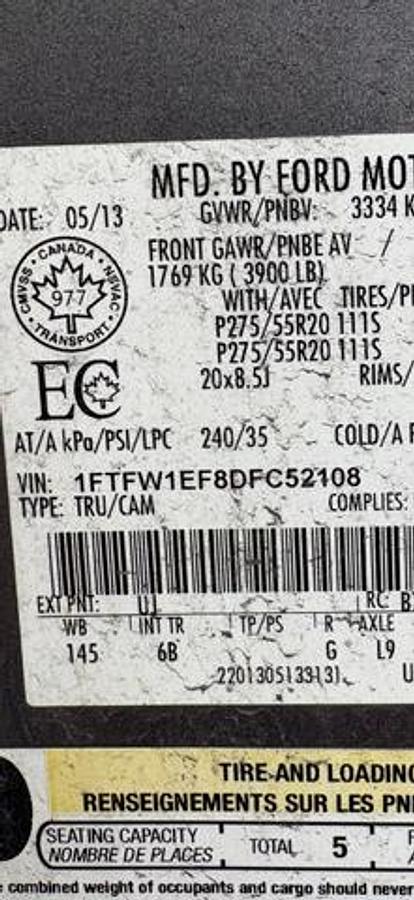 MFD. BY FORD MOT
DATE: 05/13
GVWR/PNBV: 3334 K
FRONT GAWR/PNBE AV /
1769 KG ( 3900 LB)
WITH/AVEC TIRES/P
P275/55R20 111S
P275/55R20 111S
20x8.5J RIMS/
CMVSS • CANADA • NSVAC • TRANSPORT •
977
EC
AT/A kPa/PSI/LPC 240/35 COLD/A F
VIN: 1FTFW1EF8DFC52108
TYPE: TRU/CAM COMPLIES:
EXT PNT: UJ RC: B
WB INT TR TP/PS R AXLE
145 6B G L9
22013051331 U
TIRE AND LOADING
RENSEIGNEMENTS SUR LES PN
SEATING CAPACITY
NOMBRE DE PLACES
TOTAL 5
combined weight of occupants and cargo should never